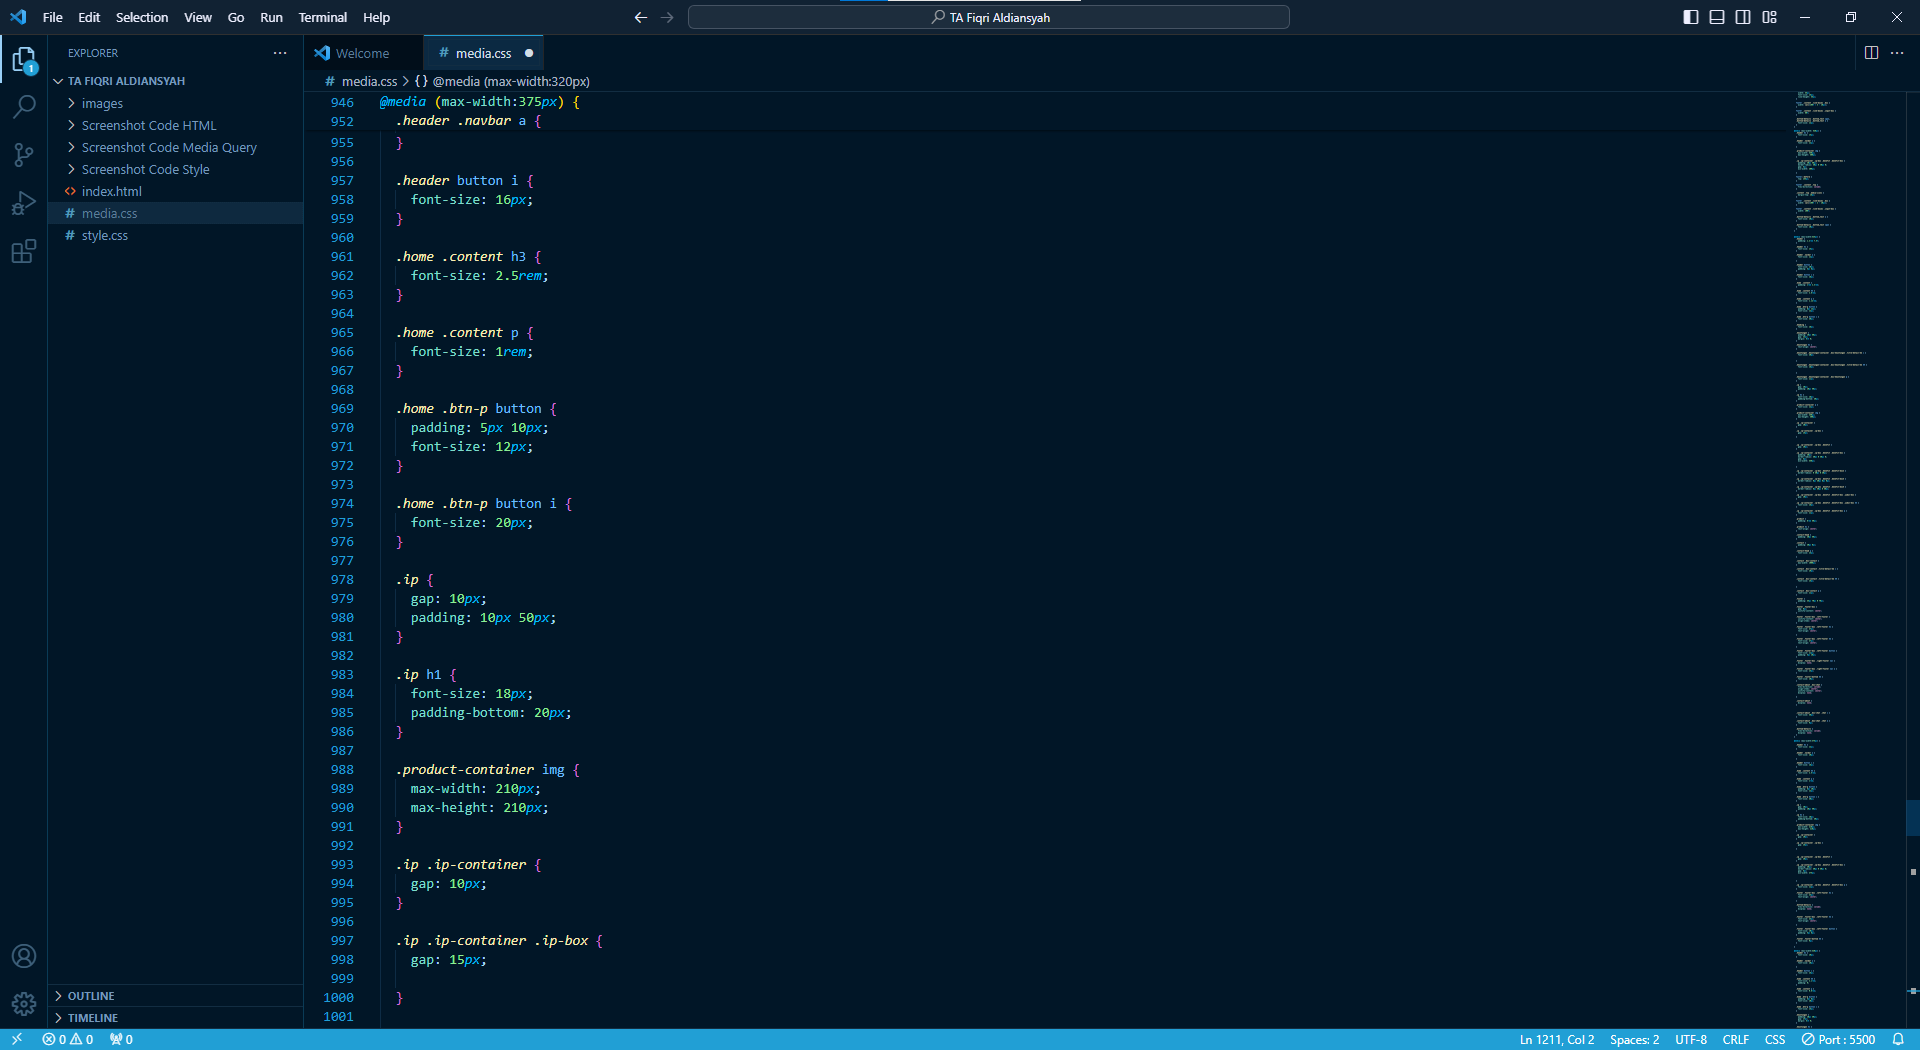 File Edit Selection View Go Run Terminal Help
TA Fiqri Aldiansyah
EXPLORER
TA FIQRI ALDIANSYAH
images
Screenshot Code HTML
Screenshot Code Media Query
Screenshot Code Style
<> index.html
# media.css
# style.css
OUTLINE
TIMELINE
1
Welcome
# media.css
# media.css > {} @media (max-width:320px)
946 @media (max-width:375px) {
952 .header .navbar a {
955 }
956
957 .header button i {
958 font-size: 16px;
959 }
960
961 .home .content h3 {
962 font-size: 2.5rem;
963 }
964
965 .home .content p {
966 font-size: 1rem;
967 }
968
969 .home .btn-p button {
970 padding: 5px 10px;
971 font-size: 12px;
972 }
973
974 .home .btn-p button i {
975 font-size: 20px;
976 }
977
978 .ip {
979 gap: 10px;
980 padding: 10px 50px;
981 }
982
983 .ip h1 {
984 font-size: 18px;
985 padding-bottom: 20px;
986 }
987
988 .product-container img {
989 max-width: 210px;
990 max-height: 210px;
991 }
992
993 .ip .ip-container {
994 gap: 10px;
995 }
996
997 .ip .ip-container .ip-box {
998 gap: 15px;
999
1000 }
1001
0 0 0
Ln 1211, Col 2 Spaces: 2 UTF-8 CRLF CSS Port : 5500